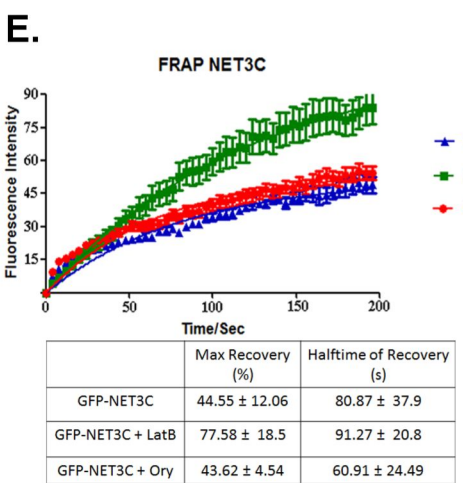 E.
FRAP NET3C
Fluorescence Intensity
90
75
60
45
30
15
0
50
100
150
200
Time/Sec
Max Recovery (%)
Halftime of Recovery (s)
GFP-NET3C
44.55 ± 12.06
80.87 ± 37.9
GFP-NET3C + LatB
77.58 ± 18.5
91.27 ± 20.8
GFP-NET3C + Ory
43.62 ± 4.54
60.91 ± 24.49